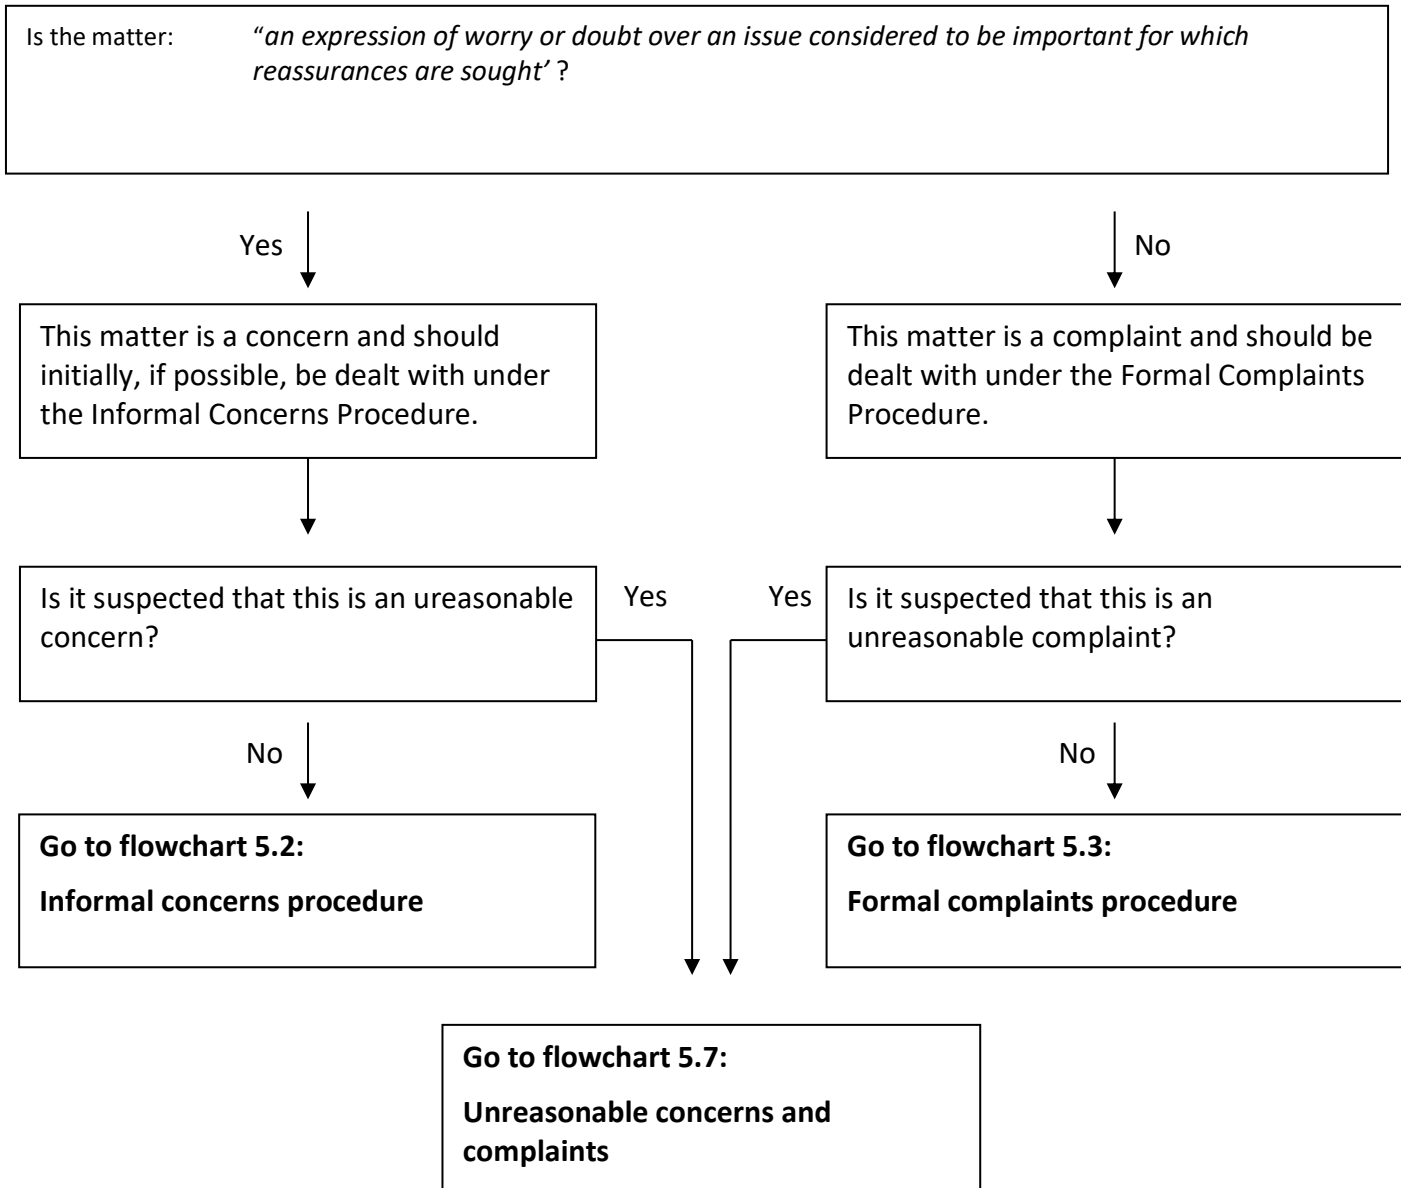 Is the matter: “an expression of worry or doubt over an issue considered to be important for which
reassurances are sought’ ?
Yes
No
This matter is a concern and should
initially, if possible, be dealt with under
the Informal Concerns Procedure.
This matter is a complaint and should be
dealt with under the Formal Complaints
Procedure.
Is it suspected that this is an ureasonable
concern?
Yes
Yes
Is it suspected that this is an
unreasonable complaint?
No
No
Go to flowchart 5.2:
Informal concerns procedure
Go to flowchart 5.3:
Formal complaints procedure
Go to flowchart 5.7:
Unreasonable concerns and
complaints